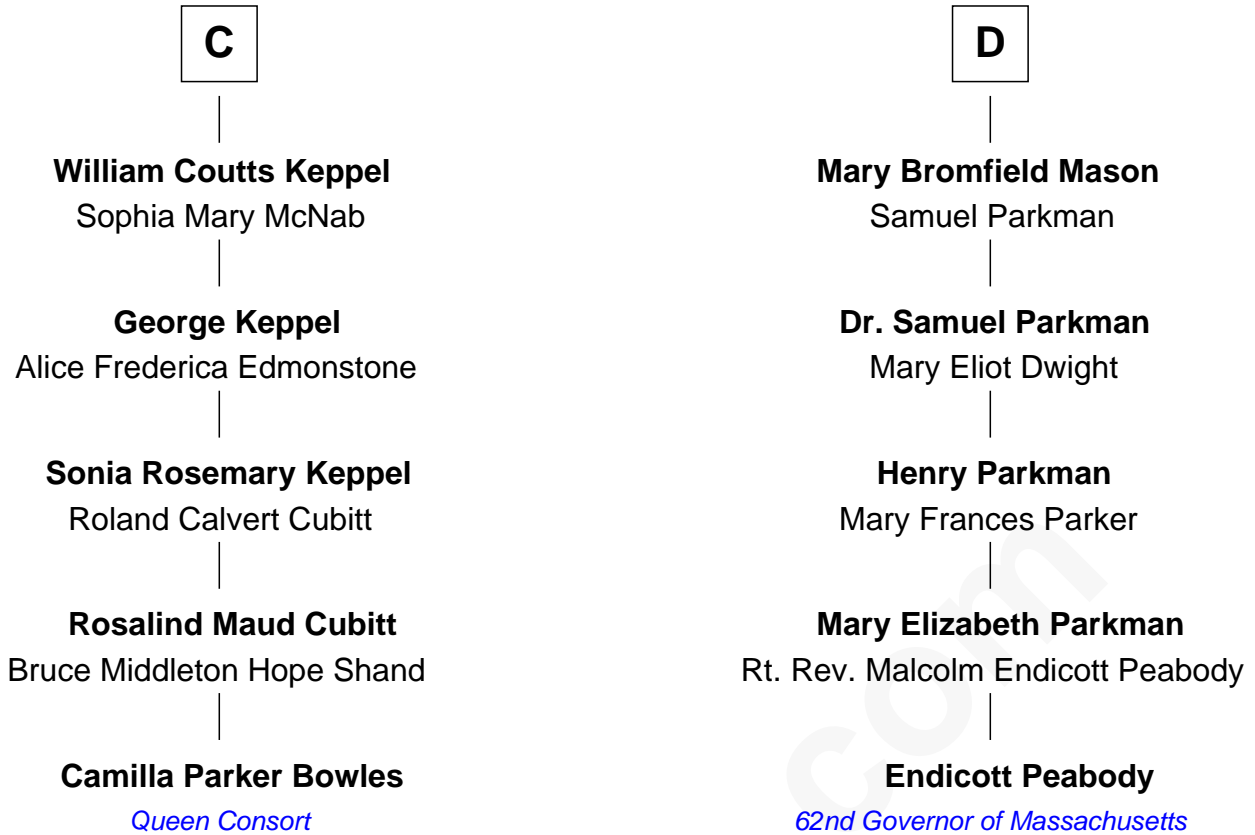 C
William Coutts Keppel
Sophia Mary McNab
George Keppel
Alice Frederica Edmonstone
Sonia Rosemary Keppel
Roland Calvert Cubitt
Rosalind Maud Cubitt
Bruce Middleton Hope Shand
Camilla Parker Bowles
Queen Consort
D
Mary Bromfield Mason
Samuel Parkman
Dr. Samuel Parkman
Mary Eliot Dwight
Henry Parkman
Mary Frances Parker
Mary Elizabeth Parkman
Rt. Rev. Malcolm Endicott Peabody
Endicott Peabody
62nd Governor of Massachusetts
com